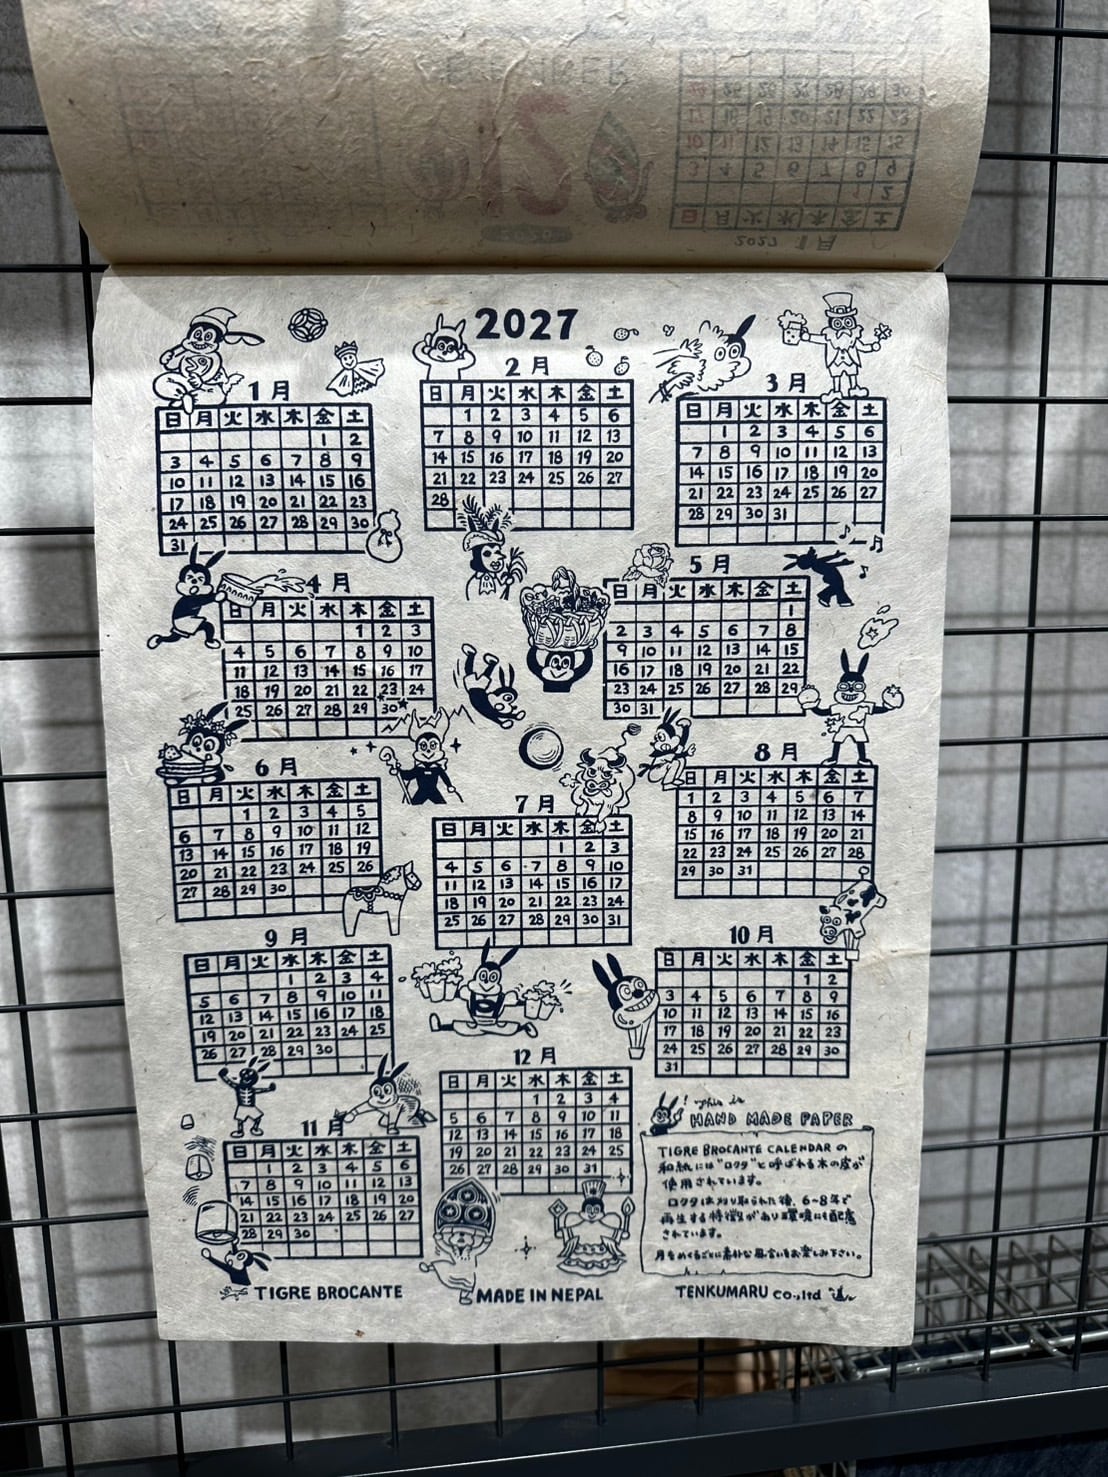 2027
1月
日 月 火 水 木 金 土
1 2
3 4 5 6 7 8 9
10 11 12 13 14 15 16
17 18 19 20 21 22 23
24 25 26 27 28 29 30
31
2月
日 月 火 水 木 金 土
1 2 3 4 5 6
7 8 9 10 11 12 13
14 15 16 17 18 19 20
21 22 23 24 25 26 27
28
3月
日 月 火 水 木 金 土
1 2 3 4 5 6
7 8 9 10 11 12 13
14 15 16 17 18 19 20
21 22 23 24 25 26 27
28 29 30 31
4月
日 月 火 水 木 金 土
1 2 3
4 5 6 7 8 9 10
11 12 13 14 15 16 17
18 19 20 21 22 23 24
25 26 27 28 29 30
5月
日 月 火 水 木 金 土
1
2 3 4 5 6 7 8
9 10 11 12 13 14 15
16 17 18 19 20 21 22
23 24 25 26 27 28 29
30 31
6月
日 月 火 水 木 金 土
1 2 3 4 5
6 7 8 9 10 11 12
13 14 15 16 17 18 19
20 21 22 23 24 25 26
27 28 29 30
7月
日 月 火 水 木 金 土
1 2 3
4 5 6 7 8 9 10
11 12 13 14 15 16 17
18 19 20 21 22 23 24
25 26 27 28 29 30 31
8月
日 月 火 水 木 金 土
1 2 3 4 5 6 7
8 9 10 11 12 13 14
15 16 17 18 19 20 21
22 23 24 25 26 27 28
29 30 31
9月
日 月 火 水 木 金 土
1 2 3 4
5 6 7 8 9 10 11
12 13 14 15 16 17 18
19 20 21 22 23 24 25
26 27 28 29 30
10月
日 月 火 水 木 金 土
1 2
3 4 5 6 7 8 9
10 11 12 13 14 15 16
17 18 19 20 21 22 23
24 25 26 27 28 29 30
31
11月
日 月 火 水 木 金 土
1 2 3 4 5 6
7 8 9 10 11 12 13
14 15 16 17 18 19 20
21 22 23 24 25 26 27
28 29 30
12月
日 月 火 水 木 金 土
1 2 3 4
5 6 7 8 9 10 11
12 13 14 15 16 17 18
19 20 21 22 23 24 25
26 27 28 29 30 31
This is
HAND MADE PAPER
TIGRE BROCANTE CALENDAR の
和紙には"ロクタ"と呼ばれる木の皮が
使用されています。
ロクタは刈り取られた後、6〜8年で
再生する特徴があり環境にも配慮
されています。
月をめくるごとに素朴な風合いをお楽しみ下さい。
TIGRE BROCANTE
MADE IN NEPAL
TENKUMARU co.,ltd